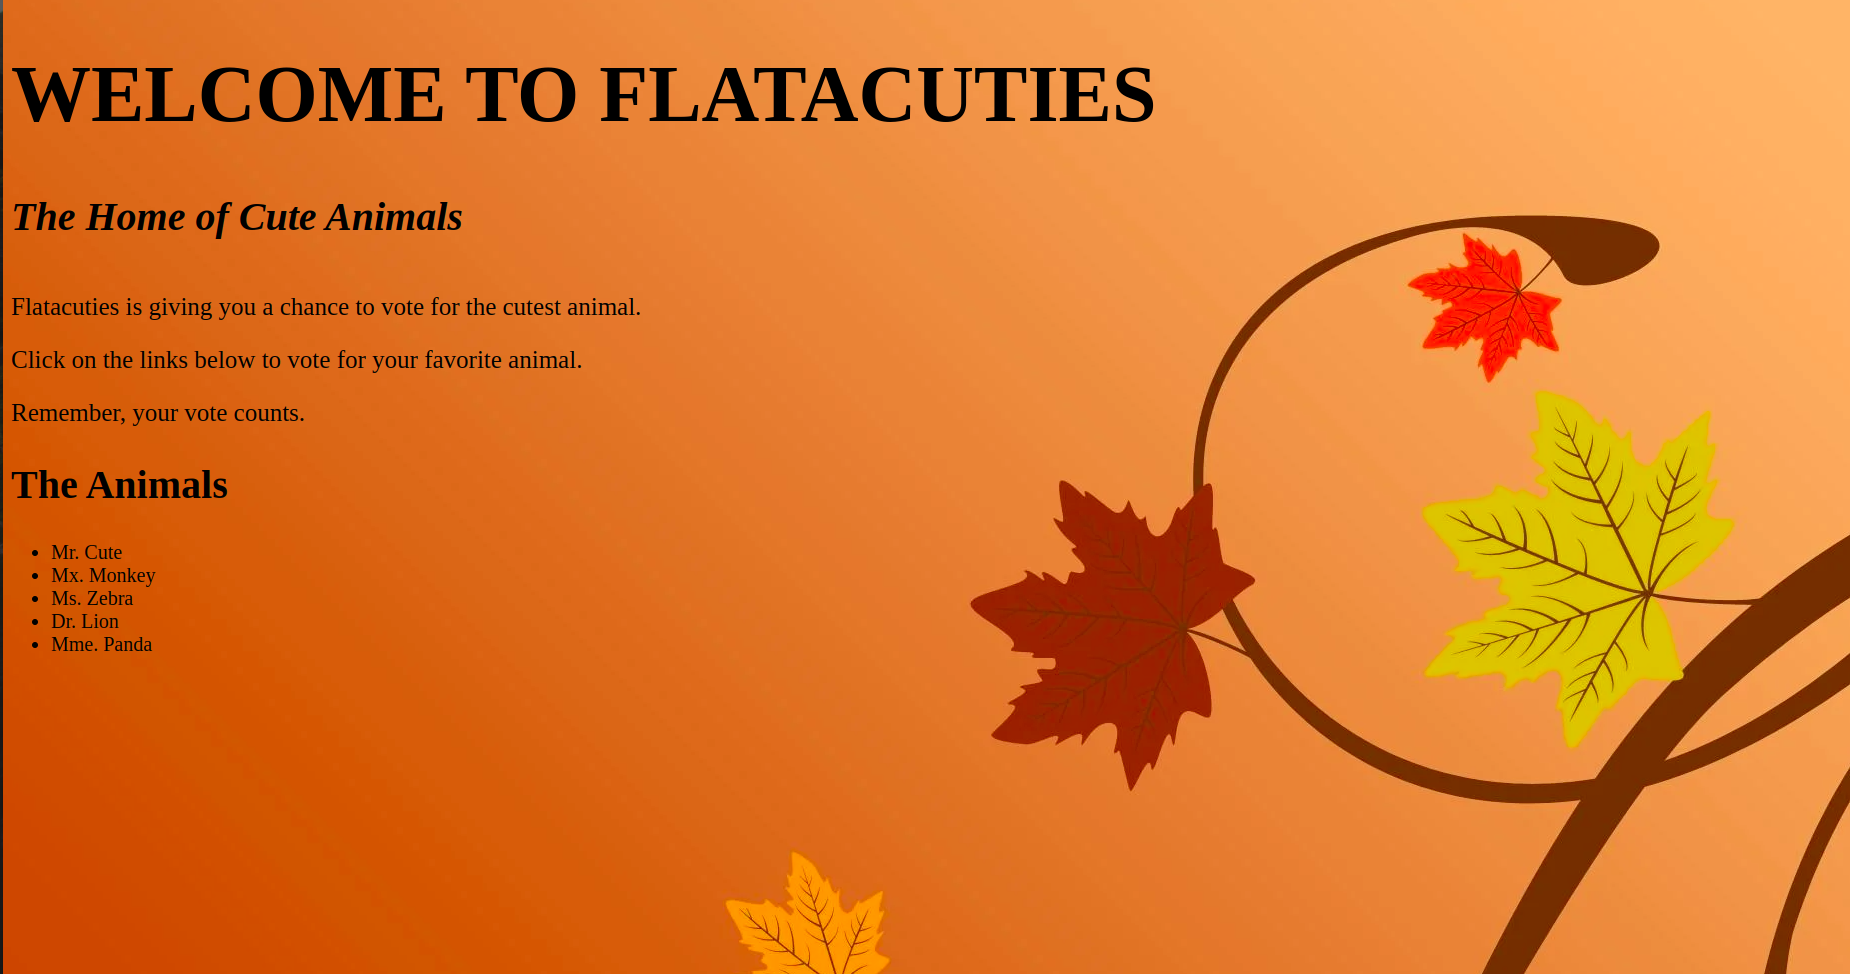 WELCOME TO FLATACUTIES
The Home of Cute Animals
Flatacuties is giving you a chance to vote for the cutest animal.
Click on the links below to vote for your favorite animal.
Remember, your vote counts.
The Animals
Mr. Cute
Mx. Monkey
Ms. Zebra
Dr. Lion
Mme. Panda